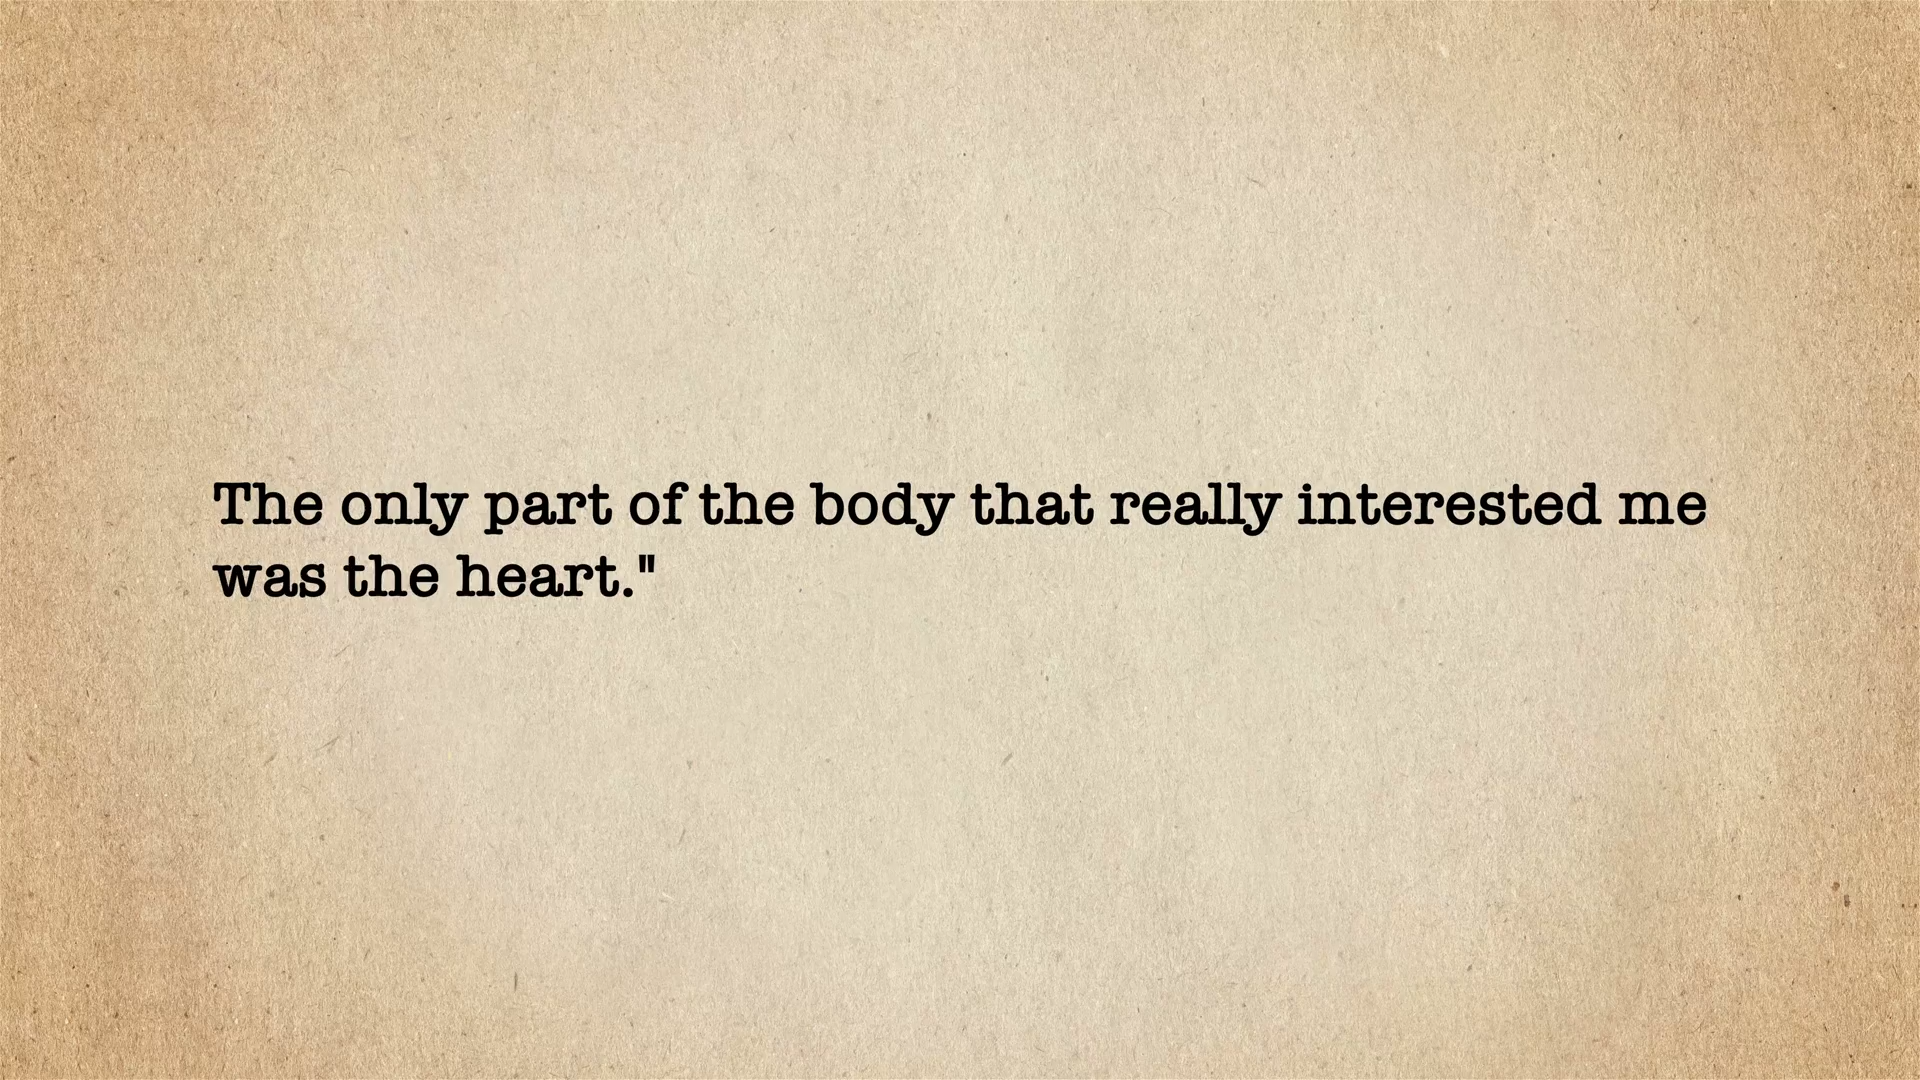 The only part of the body that really interested me
was the heart."